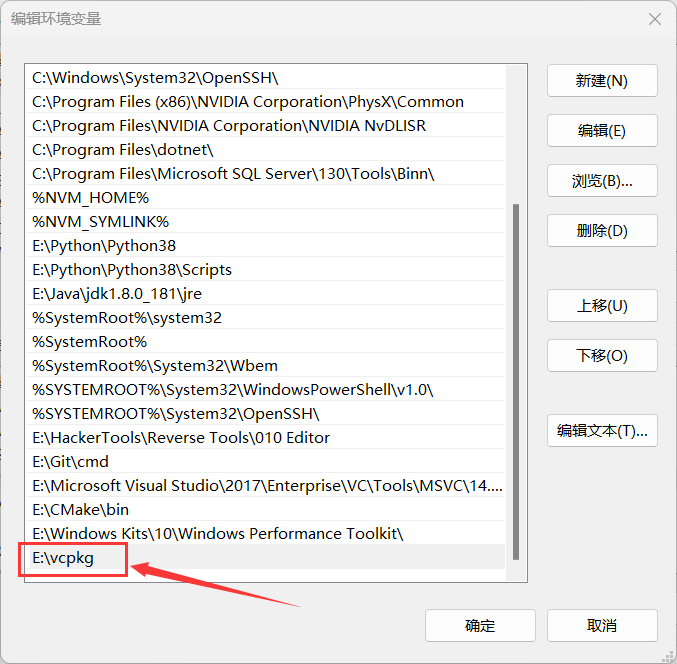 编辑环境变量
C:\Windows\System32\OpenSSH\
C:\Program Files (x86)\NVIDIA Corporation\PhysX\Common
C:\Program Files\NVIDIA Corporation\NVIDIA NvDLISR
C:\Program Files\dotnet\
C:\Program Files\Microsoft SQL Server\130\Tools\Binn\
%NVM_HOME%
%NVM_SYMLINK%
E:\Python\Python38
E:\Python\Python38\Scripts
E:\Java\jdk1.8.0_181\jre
%SystemRoot%\system32
%SystemRoot%
%SystemRoot%\System32\Wbem
%SYSTEMROOT%\System32\WindowsPowerShell\v1.0\
%SYSTEMROOT%\System32\OpenSSH\
E:\HackerTools\Reverse Tools\010 Editor
E:\Git\cmd
E:\Microsoft Visual Studio\2017\Enterprise\VC\Tools\MSVC\14....
E:\CMake\bin
E:\Windows Kits\10\Windows Performance Toolkit\
E:\vcpkg
新建(N)
编辑(E)
浏览(B)...
删除(D)
上移(U)
下移(O)
编辑文本(T)...
确定
取消